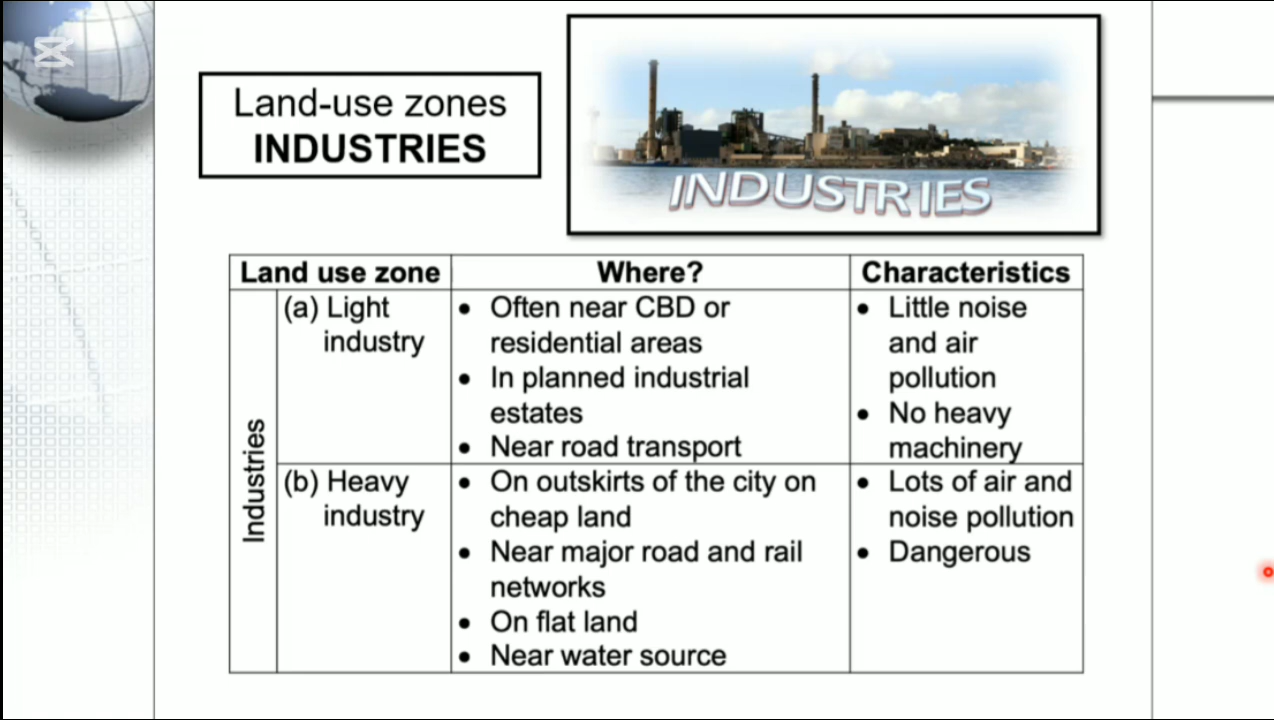 Land-use zones
INDUSTRIES
INDUSTRIES
Land use zone Where? Characteristics
Industries
(a) Light
industry
• Often near CBD or
residential areas
• In planned industrial
estates
• Near road transport
• Little noise
and air
pollution
• No heavy
machinery
(b) Heavy
industry
• On outskirts of the city on
cheap land
• Near major road and rail
networks
• On flat land
• Near water source
• Lots of air and
noise pollution
• Dangerous